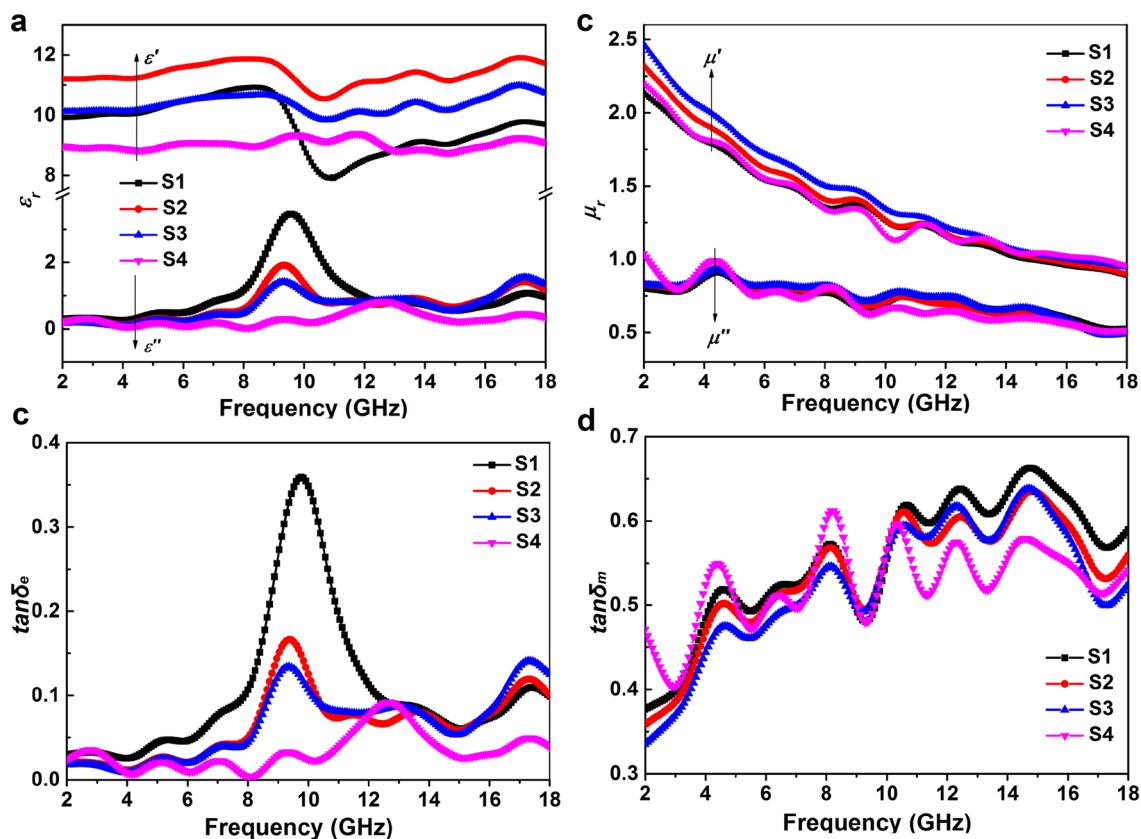 a
12
10
8
2
0
ε'
S1
S2
S3
S4
ε''
εr
2 4 6 8 10 12 14 16 18
Frequency (GHz)
c
2.5
2.0
1.5
1.0
0.5
μ'
S1
S2
S3
S4
μ''
μr
2 4 6 8 10 12 14 16 18
Frequency (GHz)
c
0.4
0.3
0.2
0.1
0.0
S1
S2
S3
S4
tanδe
2 4 6 8 10 12 14 16 18
Frequency (GHz)
d
0.7
0.6
0.5
0.4
0.3
S1
S2
S3
S4
tanδm
2 4 6 8 10 12 14 16 18
Frequency (GHz)